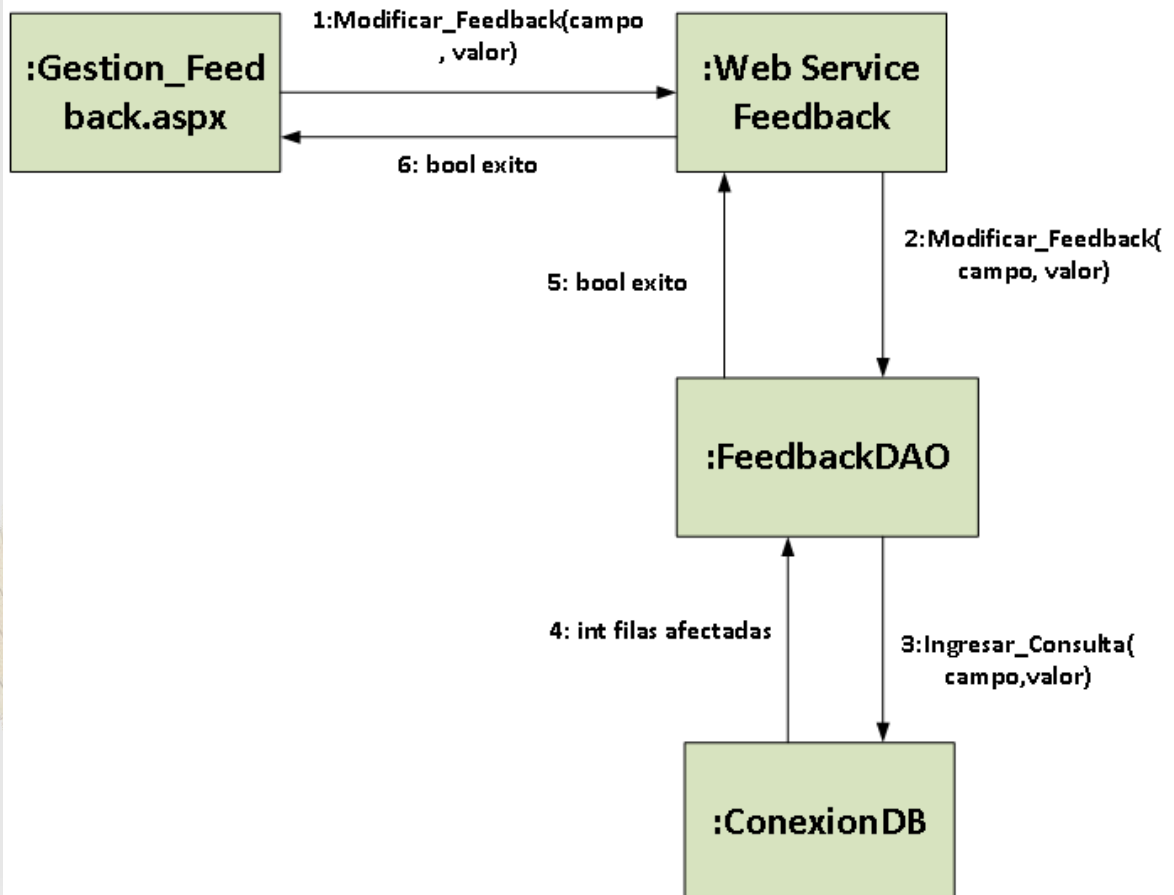 1:Modificar_Feedback(campo
, valor)
:Gestion_Feed
back.aspx
:Web Service
Feedback
6: bool exito
2:Modificar_Feedback(
campo, valor)
5: bool exito
:FeedbackDAO
4: int filas afectadas
3:Ingresar_Consulta(
campo,valor)
:ConexionDB